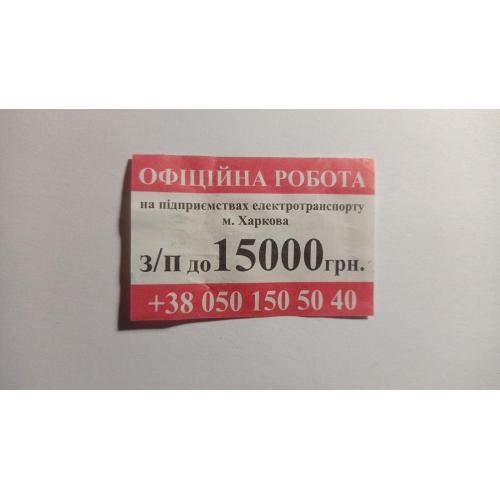 ОФІЦІЙНА РОБОТА
на підприємствах електротранспорту
м. Харкова
З/П до 15000грн.
+38 050 150 50 40